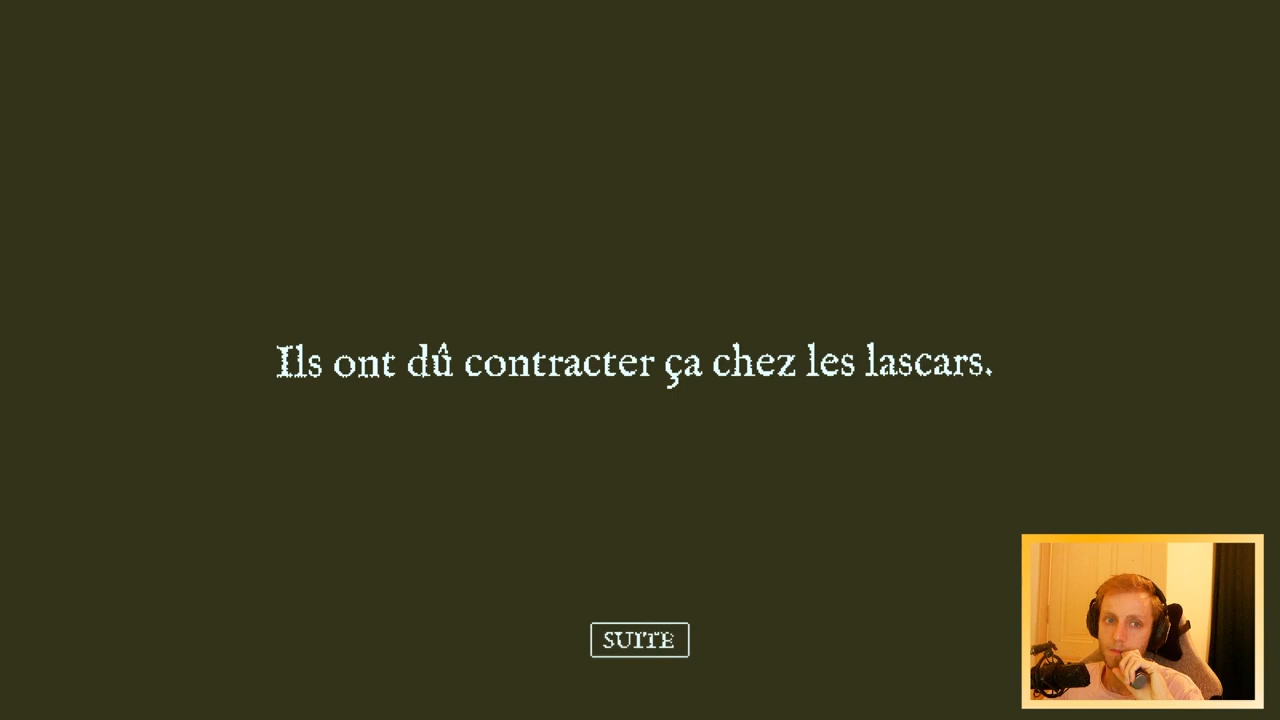 Ils ont dû contracter ça chez les lascars.
SUITE